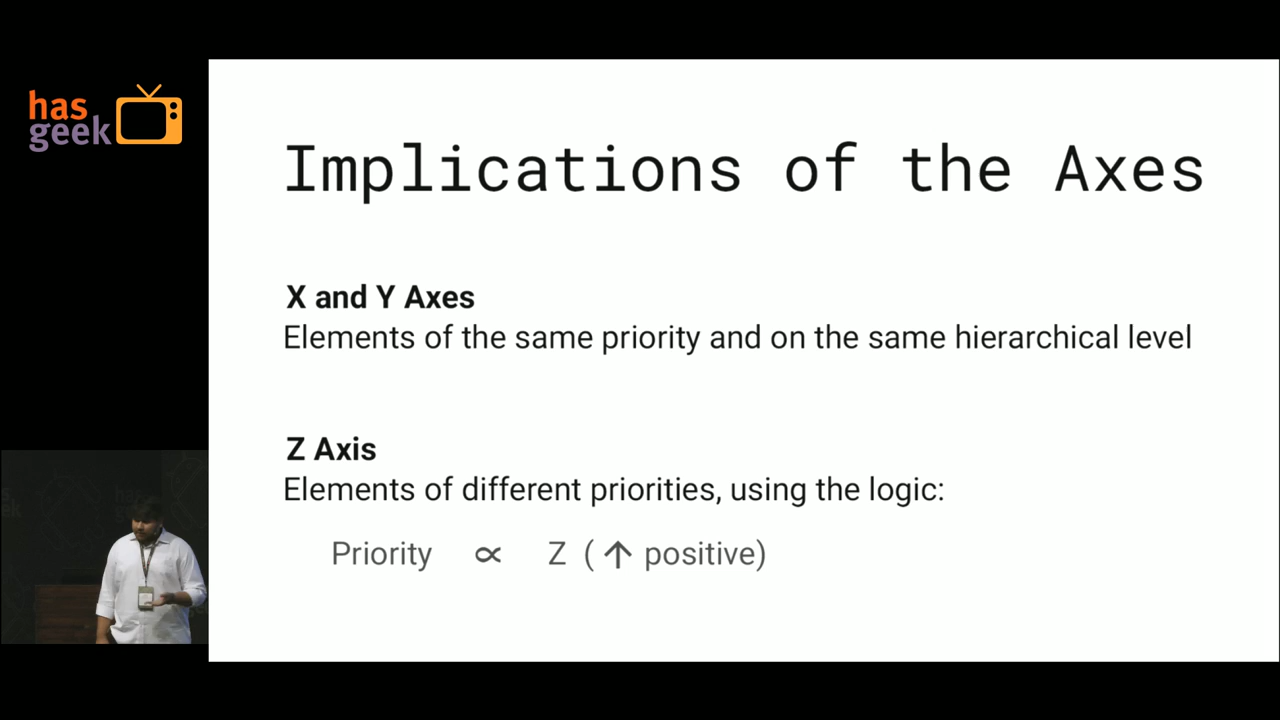 has
geek
Implications of the Axes
X and Y Axes
Elements of the same priority and on the same hierarchical level
Z Axis
Elements of different priorities, using the logic:
Priority ∝ Z (↑ positive)